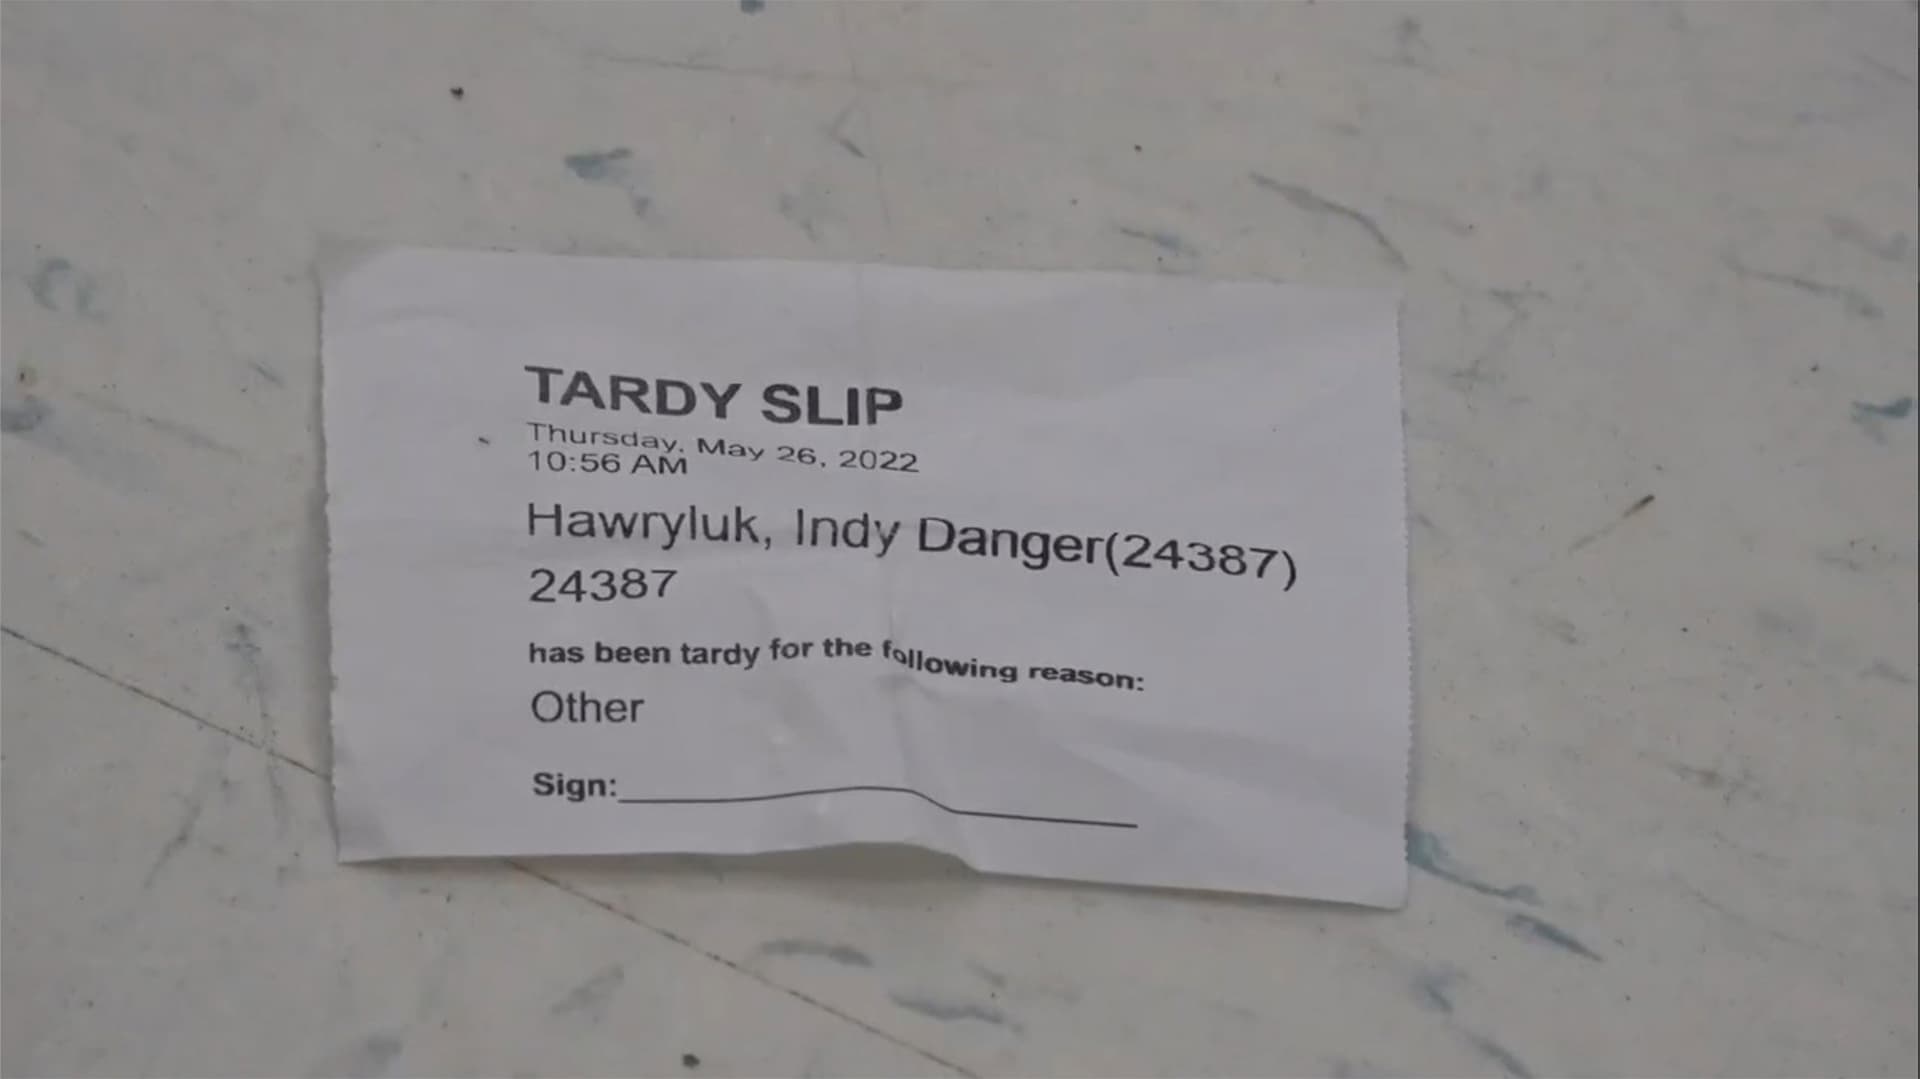 TARDY SLIP
Thursday, May 26, 2022
10:56 AM
Hawryluk, Indy Danger(24387)
24387
has been tardy for the following reason:
Other
Sign: